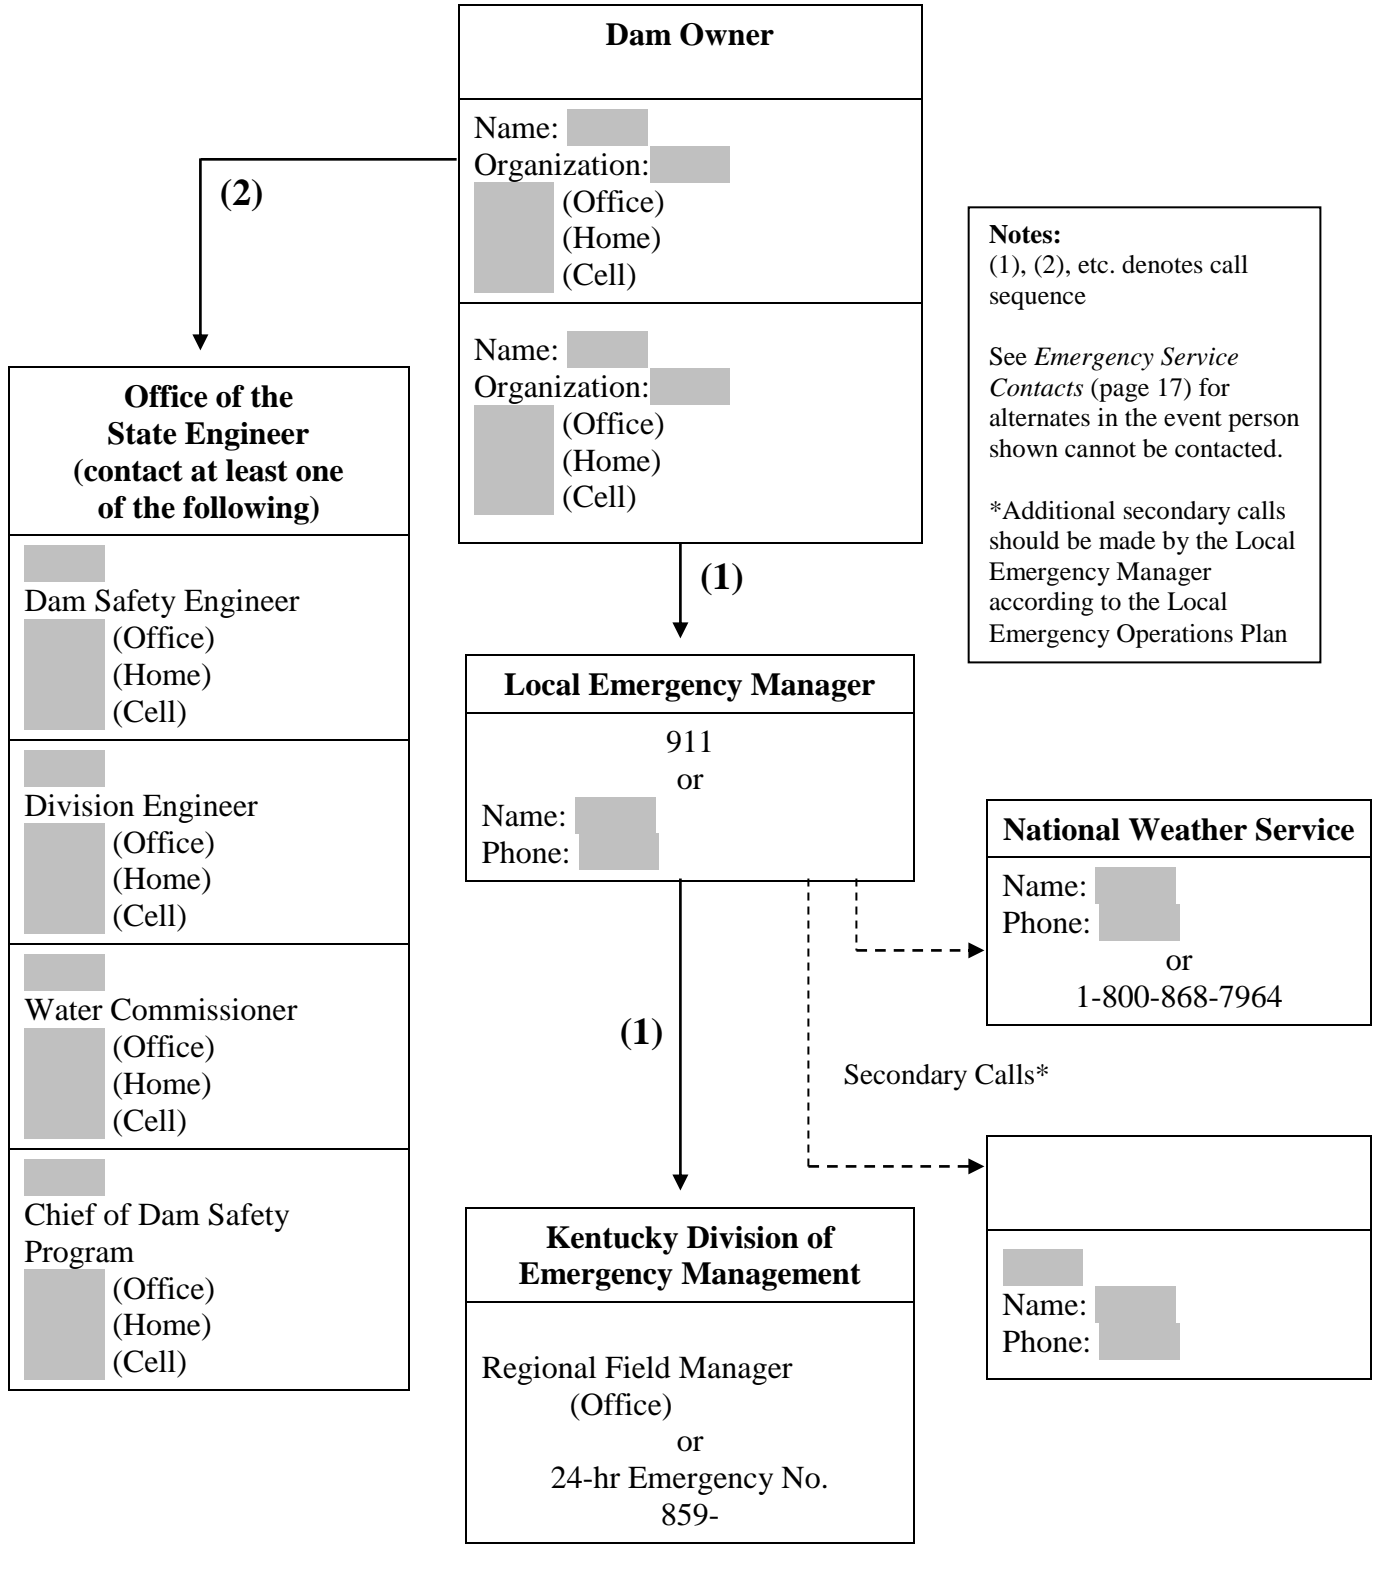 Dam Owner
Name:
Organization:
(Office)
(Home)
(Cell)
Name:
Organization:
(Office)
(Home)
(Cell)
(2)
Notes:
(1), (2), etc. denotes call
sequence
See Emergency Service
Contacts (page 17) for
alternates in the event person
shown cannot be contacted.
*Additional secondary calls
should be made by the Local
Emergency Manager
according to the Local
Emergency Operations Plan
Office of the
State Engineer
(contact at least one
of the following)
Dam Safety Engineer
(Office)
(Home)
(Cell)
Division Engineer
(Office)
(Home)
(Cell)
Water Commissioner
(Office)
(Home)
(Cell)
Chief of Dam Safety
Program
(Office)
(Home)
(Cell)
(1)
Local Emergency Manager
911
or
Name:
Phone:
National Weather Service
Name:
Phone:
or
1-800-868-7964
(1)
Secondary Calls*
Name:
Phone:
Kentucky Division of
Emergency Management
Regional Field Manager
(Office)
or
24-hr Emergency No.
859-